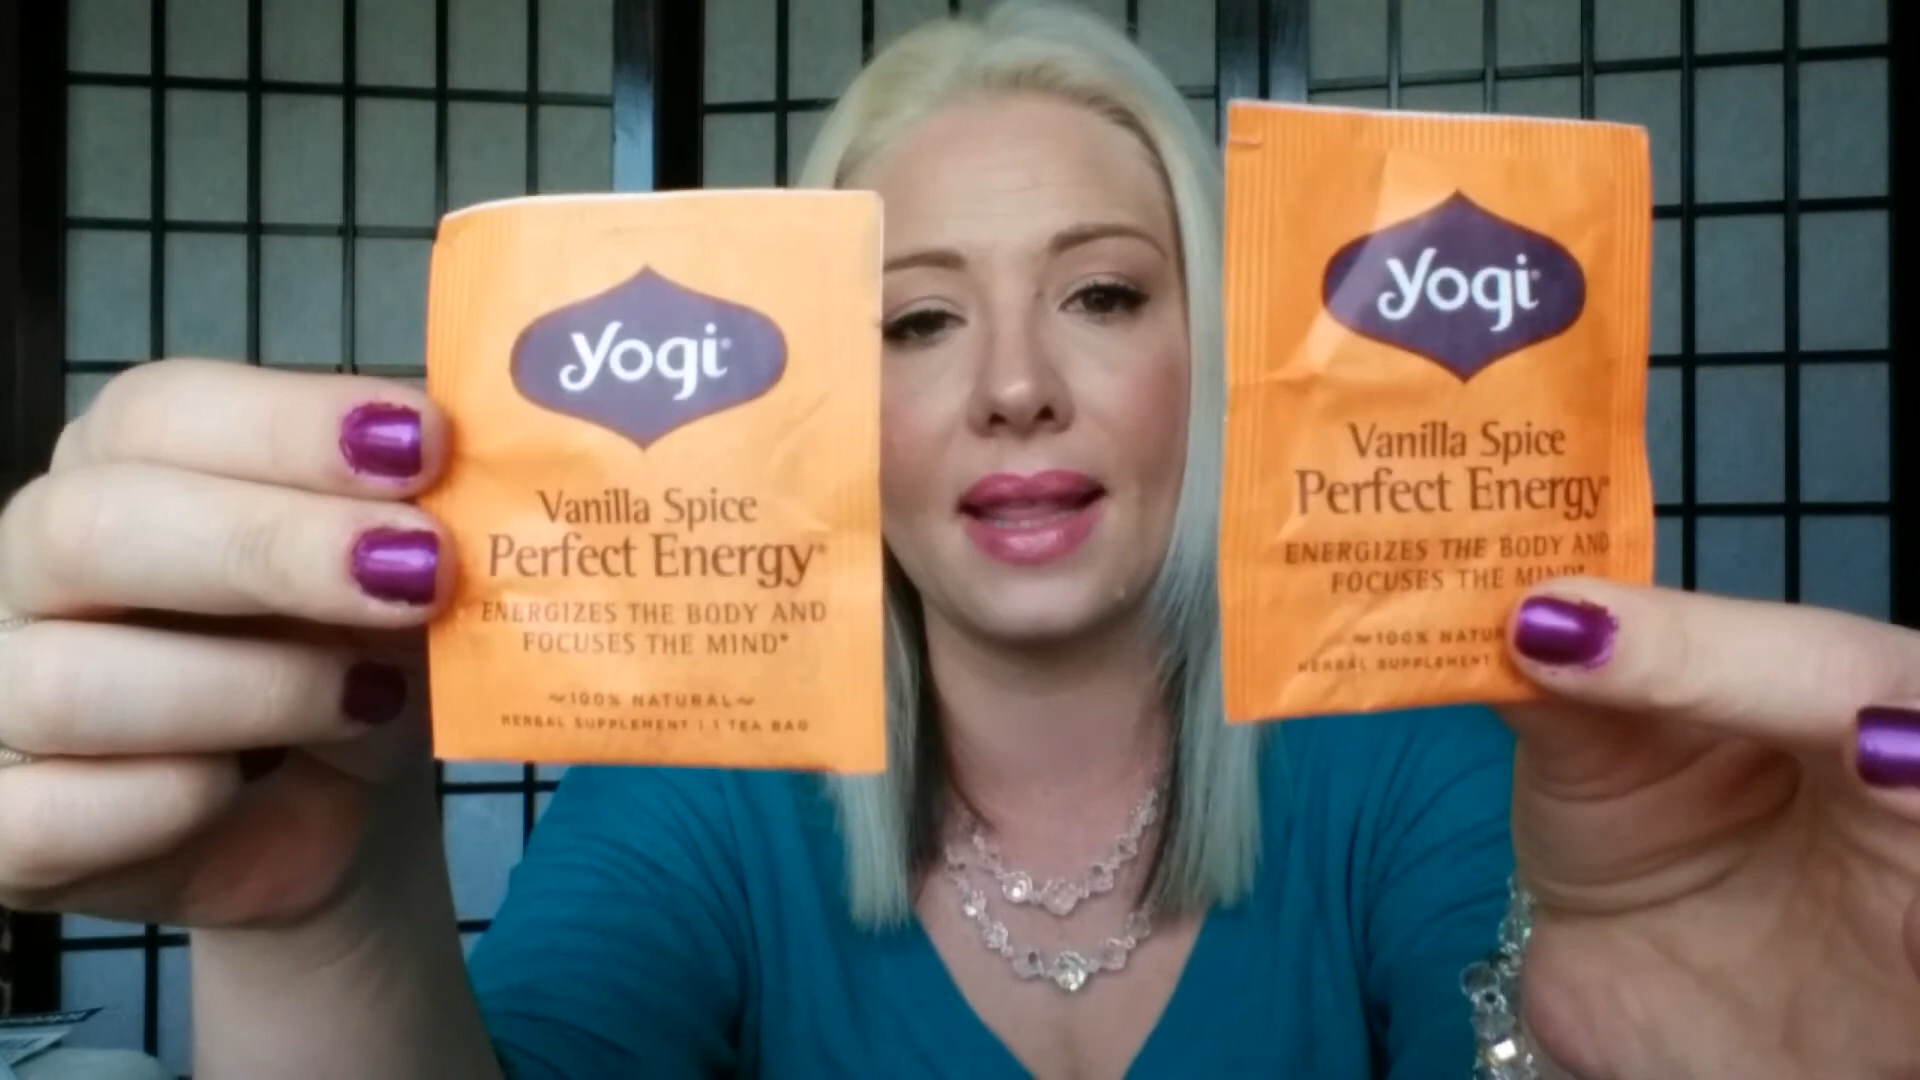 yogi®
Vanilla Spice
Perfect Energy®
ENERGIZES THE BODY AND
FOCUSES THE MIND*
~100% NATURAL~
HERBAL SUPPLEMENT | 1 TEA BAG
yogi®
Vanilla Spice
Perfect Energy®
ENERGIZES THE BODY AND
FOCUSES THE MIND*
~100% NATUR
HERBAL SUPPLEMENT